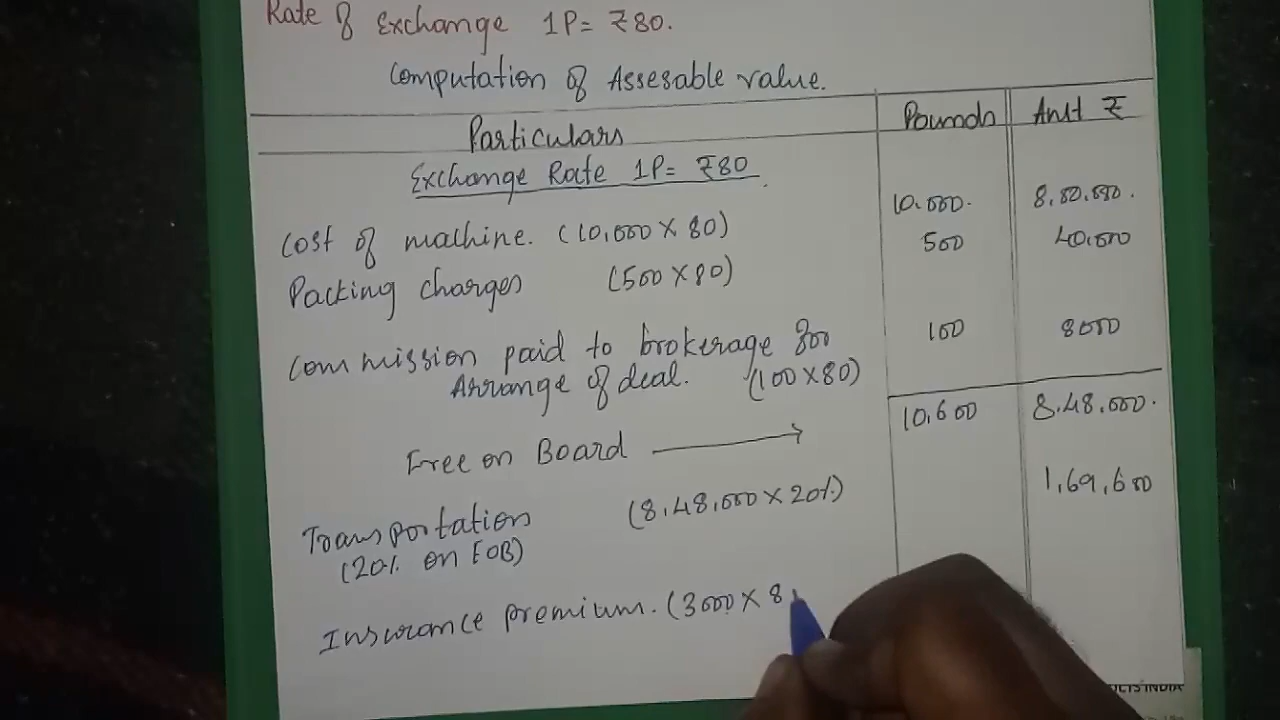 Rate of Exchange 1P= ₹80.
Computation of Assesable value.
Particulars Pounds Amt ₹
Exchange Rate 1P= ₹80
Cost of machine. (10,000 X 80) 10.000. 8,00,000.
Packing charges (500 X 80) 500 40,000
Commission paid to brokerage 100 8000
Arrange of deal. (100 X 80)
Free on Board 10,600 8,48,000.
Transportation (8,48,000 X 20%) 1,69,600
(20% on FOB)
Insurance premium. (3000 X 8